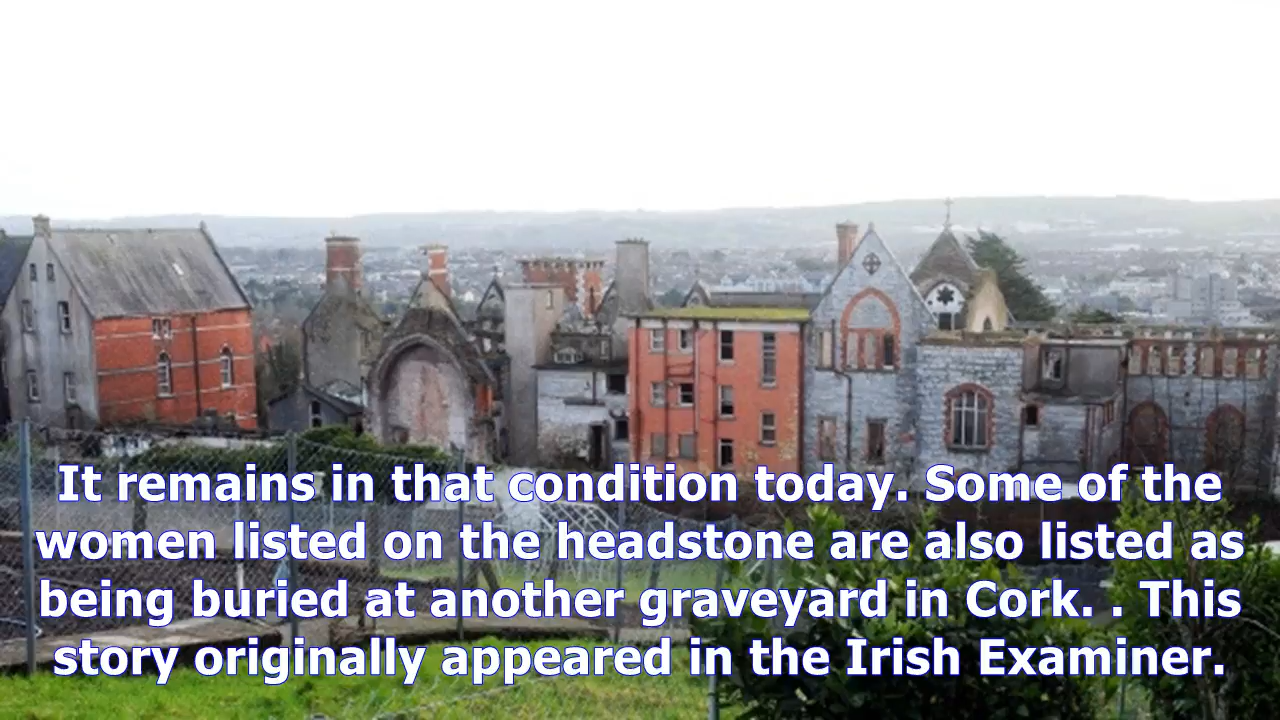 It remains in that condition today. Some of the
women listed on the headstone are also listed as
being buried at another graveyard in Cork. . This
story originally appeared in the Irish Examiner.